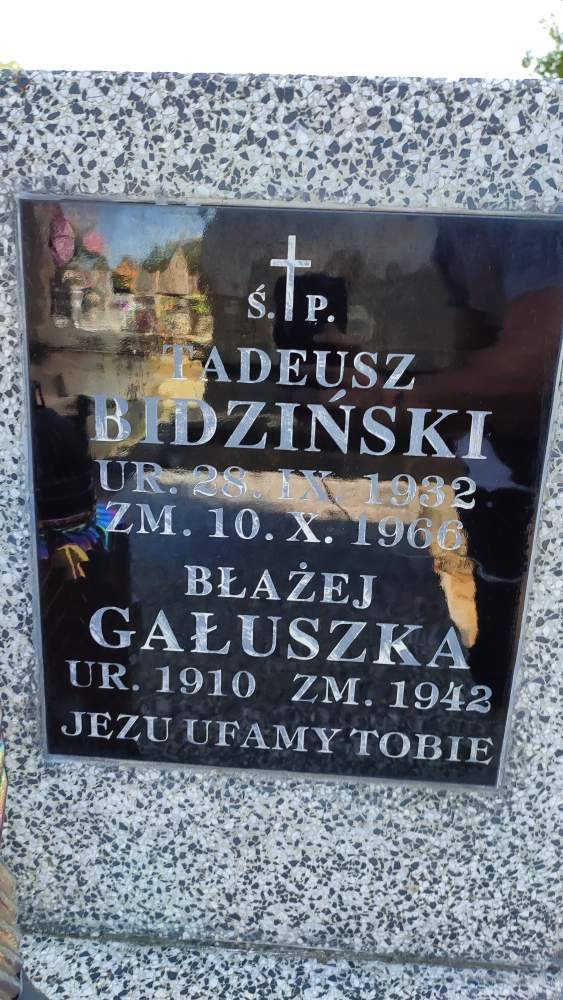 Ś. P.
TADEUSZ
BIDZIŃSKI
UR. 28. IX. 1932
ZM. 10. X. 1966
BŁAŻEJ
GAŁUSZKA
UR. 1910 ZM. 1942
JEZU UFAMY TOBIE